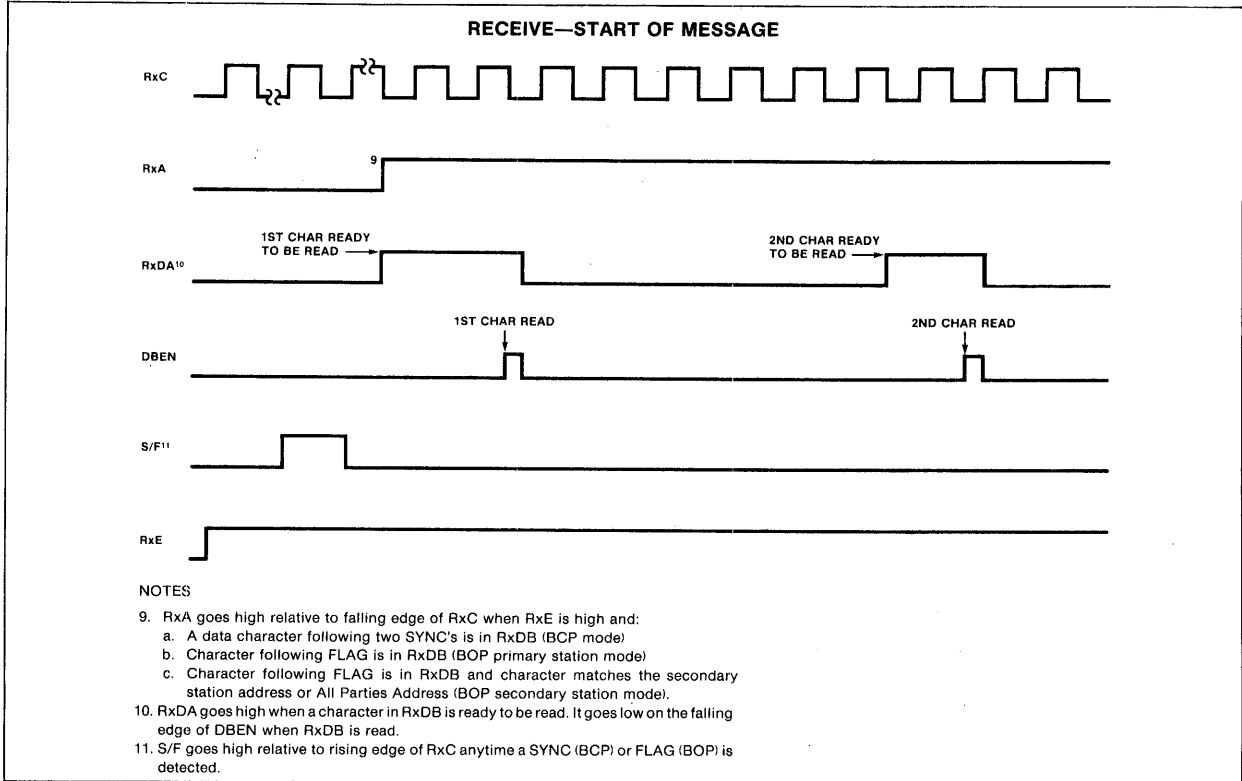 RECEIVE—START OF MESSAGE
RxC
RxA
9
1ST CHAR READY
TO BE READ
2ND CHAR READY
TO BE READ
RxDA¹⁰
1ST CHAR READ
2ND CHAR READ
DBEN
S/F¹¹
RxE
NOTES
9. RxA goes high relative to falling edge of RxC when RxE is high and:
a. A data character following two SYNC's is in RxDB (BCP mode)
b. Character following FLAG is in RxDB (BOP primary station mode)
c. Character following FLAG is in RxDB and character matches the secondary
station address or All Parties Address (BOP secondary station mode).
10. RxDA goes high when a character in RxDB is ready to be read. It goes low on the falling
edge of DBEN when RxDB is read.
11. S/F goes high relative to rising edge of RxC anytime a SYNC (BCP) or FLAG (BOP) is
detected.